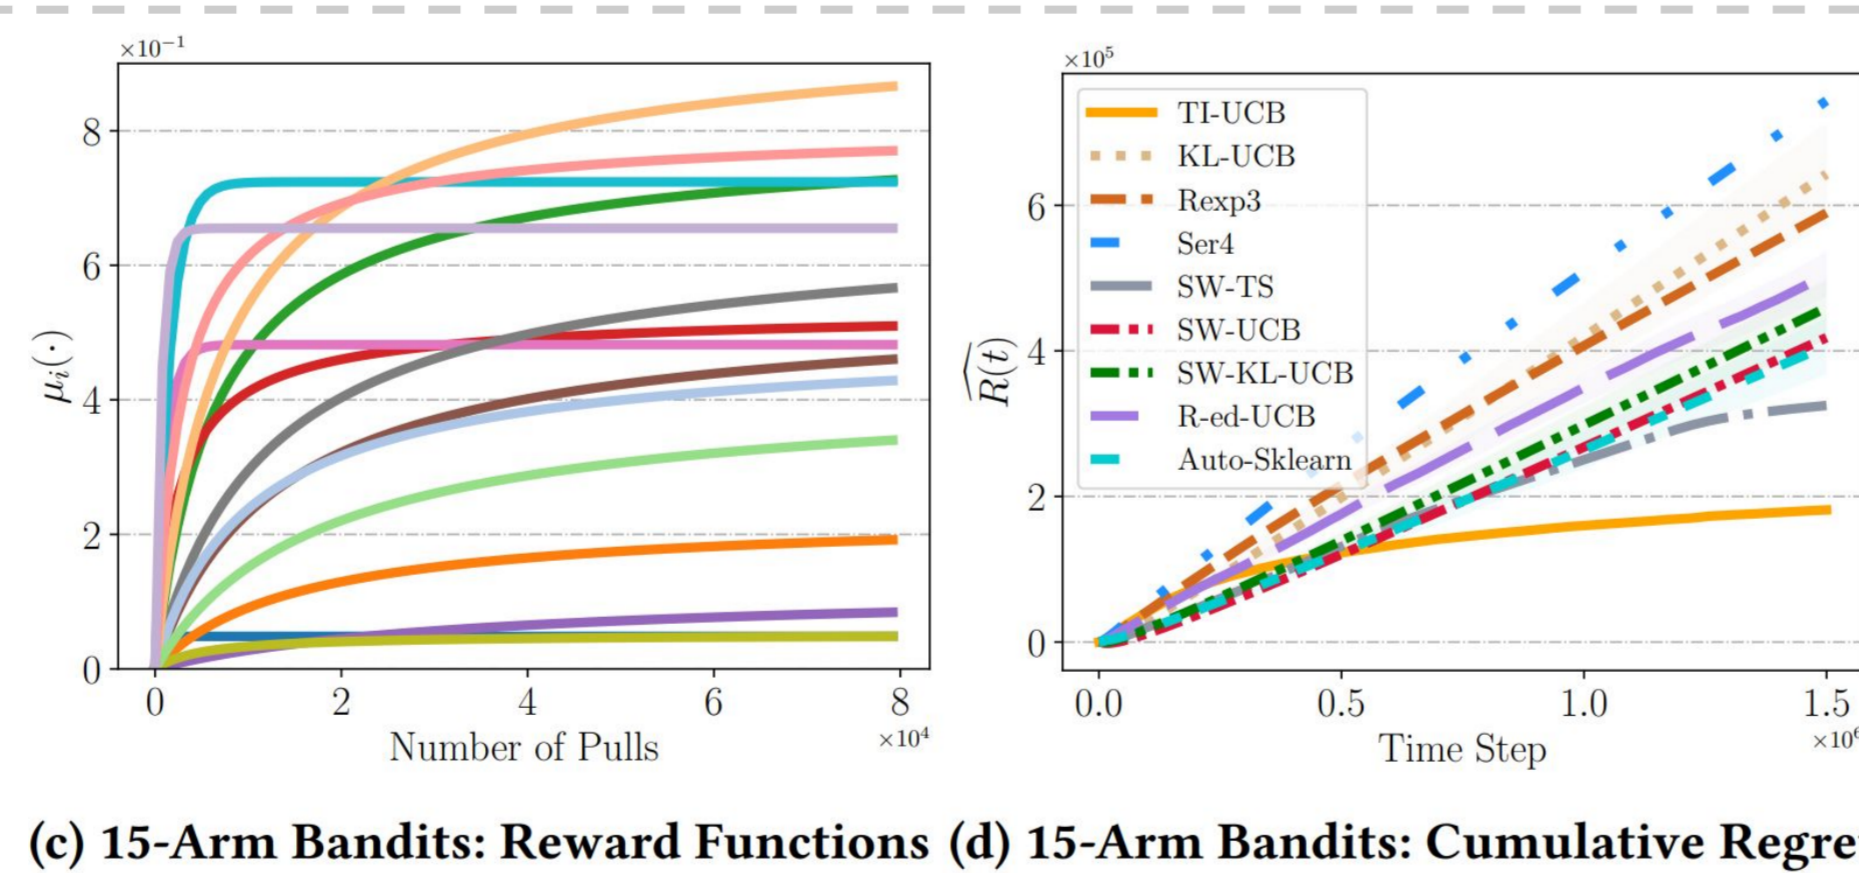 ×10⁻¹
8
6
4
2
0
μᵢ(·)
0 2 4 6 8
×10⁴
Number of Pulls
×10⁵
6
4
2
0
R(t)
TI-UCB
KL-UCB
Rexp3
Ser4
SW-TS
SW-UCB
SW-KL-UCB
R-ed-UCB
Auto-Sklearn
0.0 0.5 1.0 1.5
×10⁶
Time Step
(c) 15-Arm Bandits: Reward Functions (d) 15-Arm Bandits: Cumulative Regre